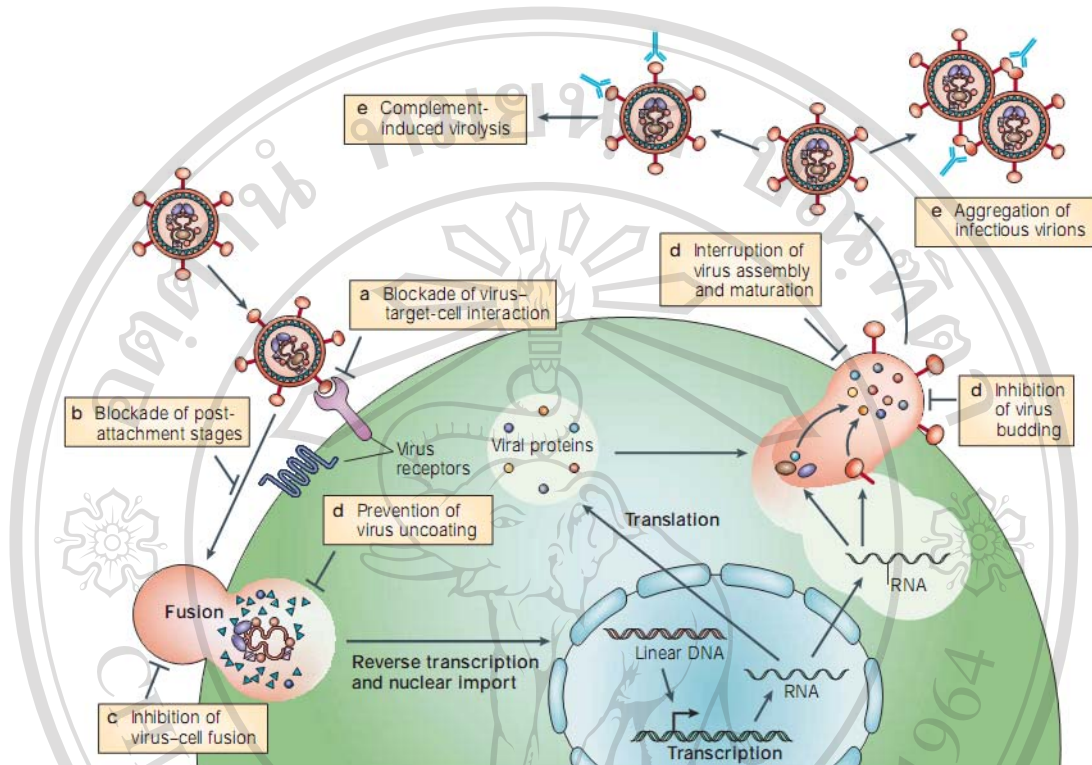 e Complement-
induced virolysis
e Aggregation of
infectious virions
d Interruption of
virus assembly
and maturation
a Blockade of virus–
target-cell interaction
b Blockade of post-
attachment stages
d Inhibition
of virus
budding
Virus
receptors
Viral proteins
d Prevention of
virus uncoating
Translation
RNA
Fusion
Reverse transcription
and nuclear import
Linear DNA
RNA
Transcription
c Inhibition of
virus–cell fusion
1964